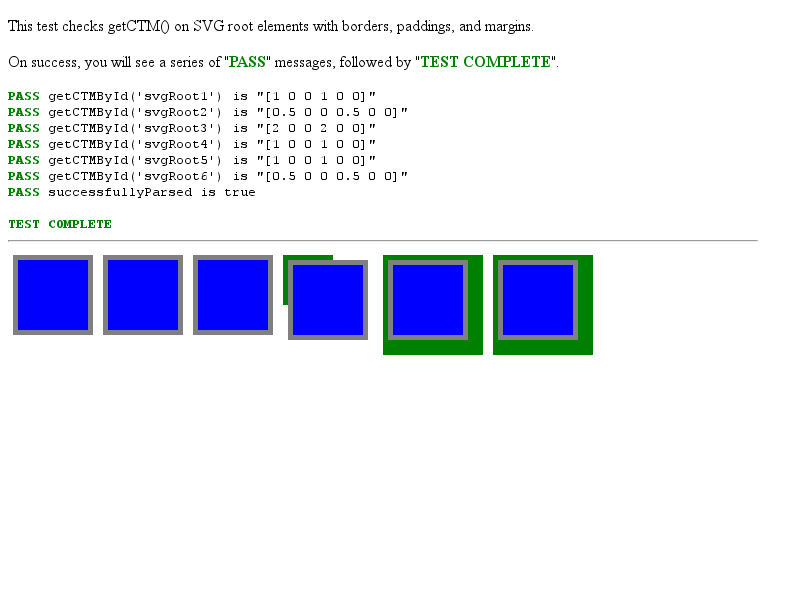 This test checks getCTM() on SVG root elements with borders, paddings, and margins.
On success, you will see a series of "PASS" messages, followed by "TEST COMPLETE".
PASS getCTMById('svgRoot1') is "[1 0 0 1 0 0]"
PASS getCTMById('svgRoot2') is "[0.5 0 0 0.5 0 0]"
PASS getCTMById('svgRoot3') is "[2 0 0 2 0 0]"
PASS getCTMById('svgRoot4') is "[1 0 0 1 0 0]"
PASS getCTMById('svgRoot5') is "[1 0 0 1 0 0]"
PASS getCTMById('svgRoot6') is "[0.5 0 0 0.5 0 0]"
PASS successfullyParsed is true
TEST COMPLETE